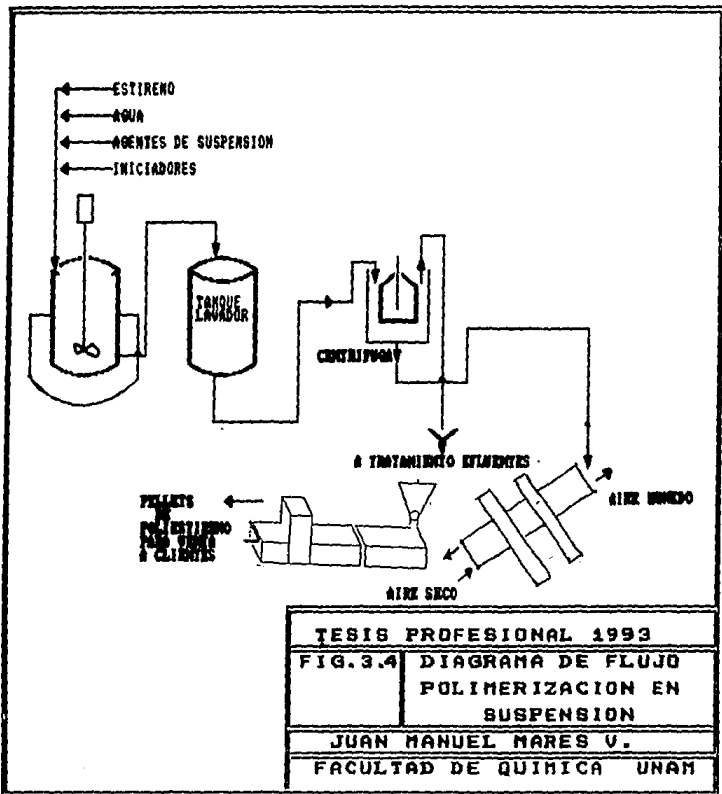 ESTIRENO
AGUA
AGENTES DE SUSPENSION
INICIADORES
TANQUE
LAVADOR
CENTRIFUGA
A TRATAMIENTO EFLUENTES
PELLETS
DE
POLIESTIRENO
PARA VENTA
A CLIENTES
AIRE HUMEDO
AIRE SECO
TESIS PROFESIONAL 1993
FIG.3.4 DIAGRAMA DE FLUJO
POLIMERIZACION EN
SUSPENSION
JUAN MANUEL MARES V.
FACULTAD DE QUIMICA UNAM